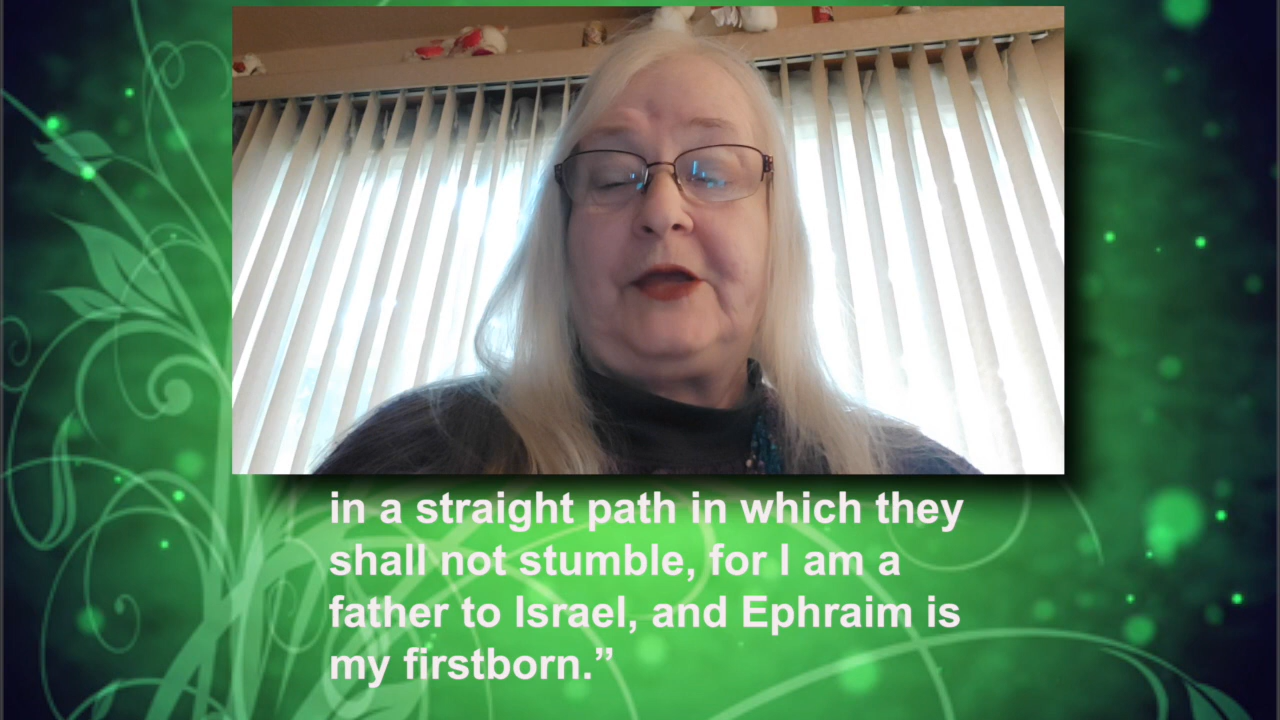 in a straight path in which they
shall not stumble, for I am a
father to Israel, and Ephraim is
my firstborn.”